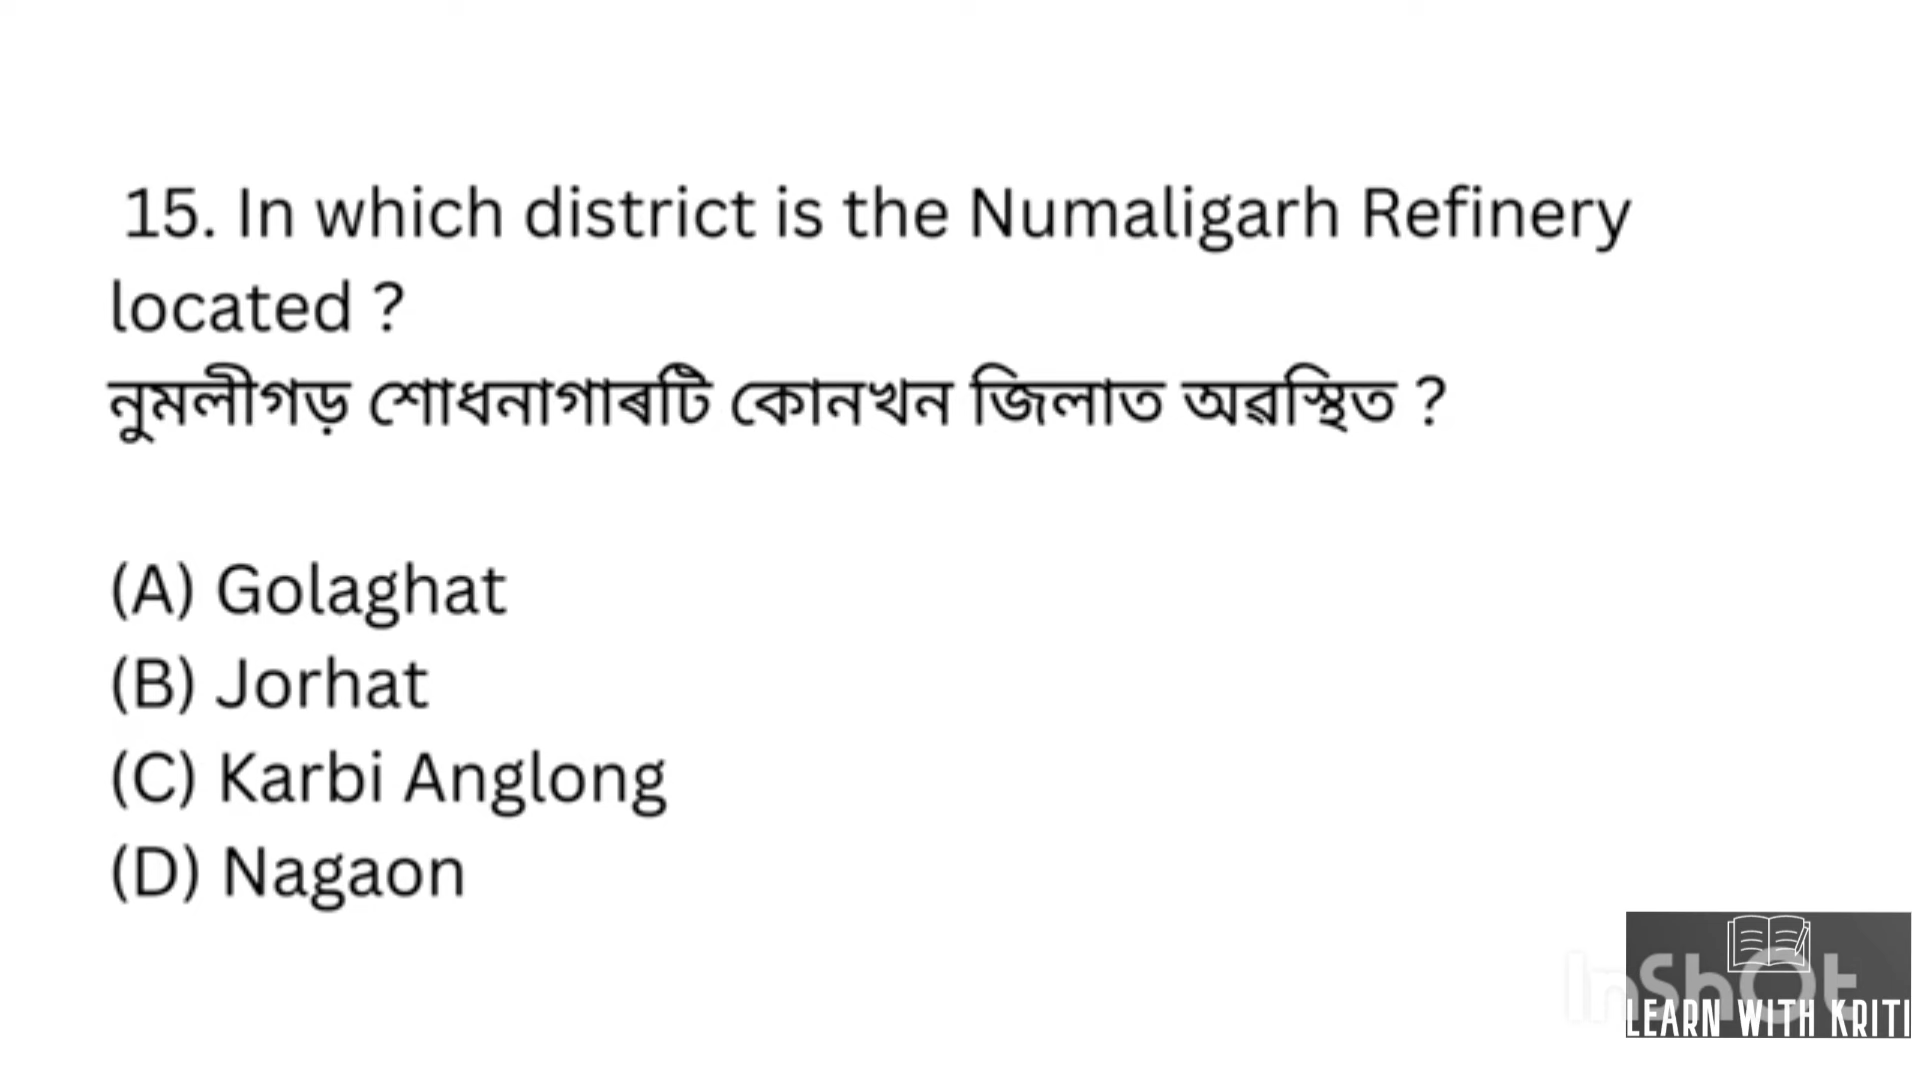 15. In which district is the Numaligarh Refinery
located ?
নুমলীগড় শোধনাগাৰটি কোনখন জিলাত অৱস্থিত ?
(A) Golaghat
(B) Jorhat
(C) Karbi Anglong
(D) Nagaon
InShOt
LEARN WITH KRITI